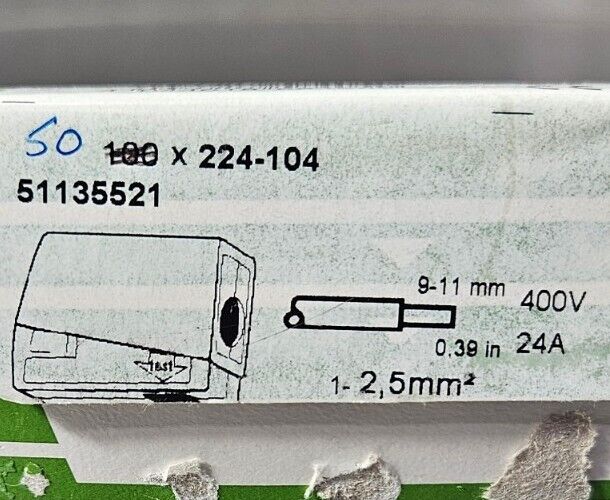 50 100 x 224-104
51135521
9-11 mm
400V
0,39 in
24A
Test
1- 2,5mm²